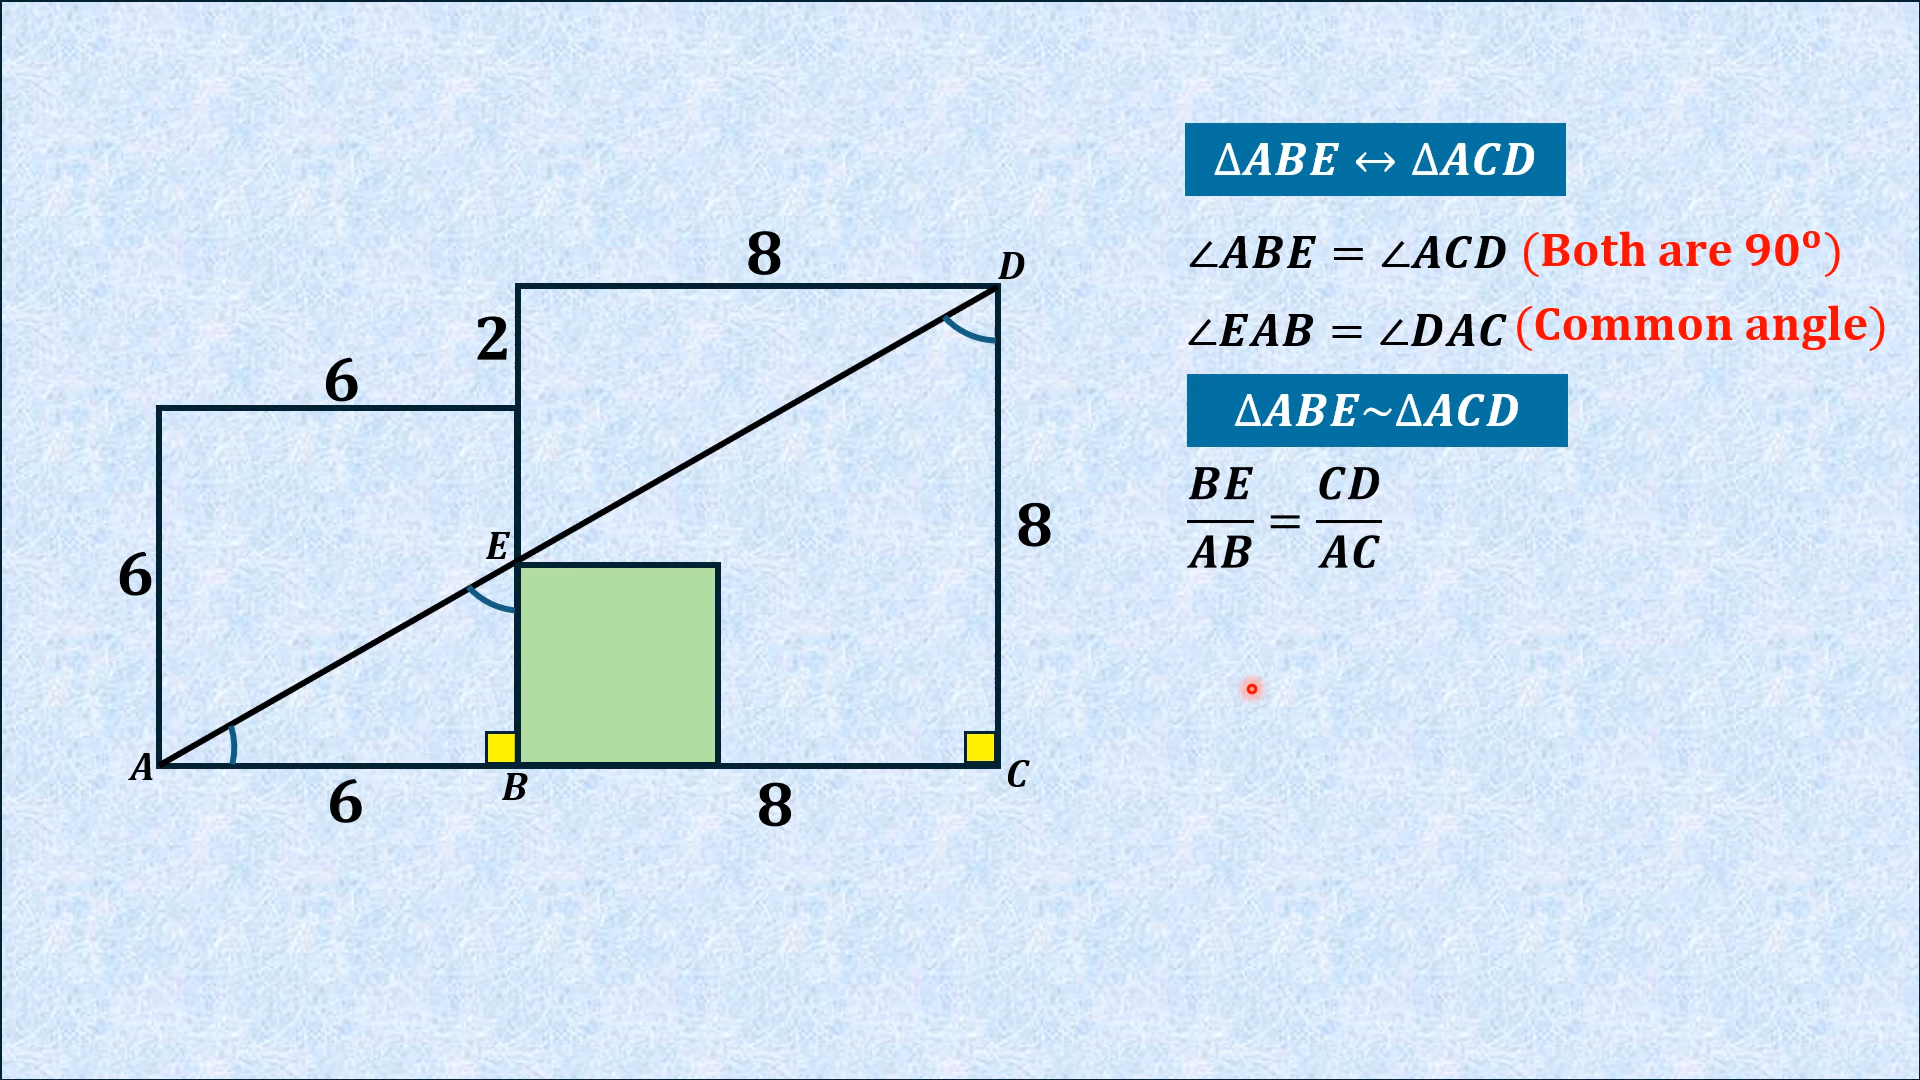 ΔABE ↔ ΔACD
∠ABE = ∠ACD (Both are 90°)
∠EAB = ∠DAC (Common angle)
ΔABE~ΔACD
BE/AB = CD/AC
8
D
2
6
E
6
8
A
B
C
6
8